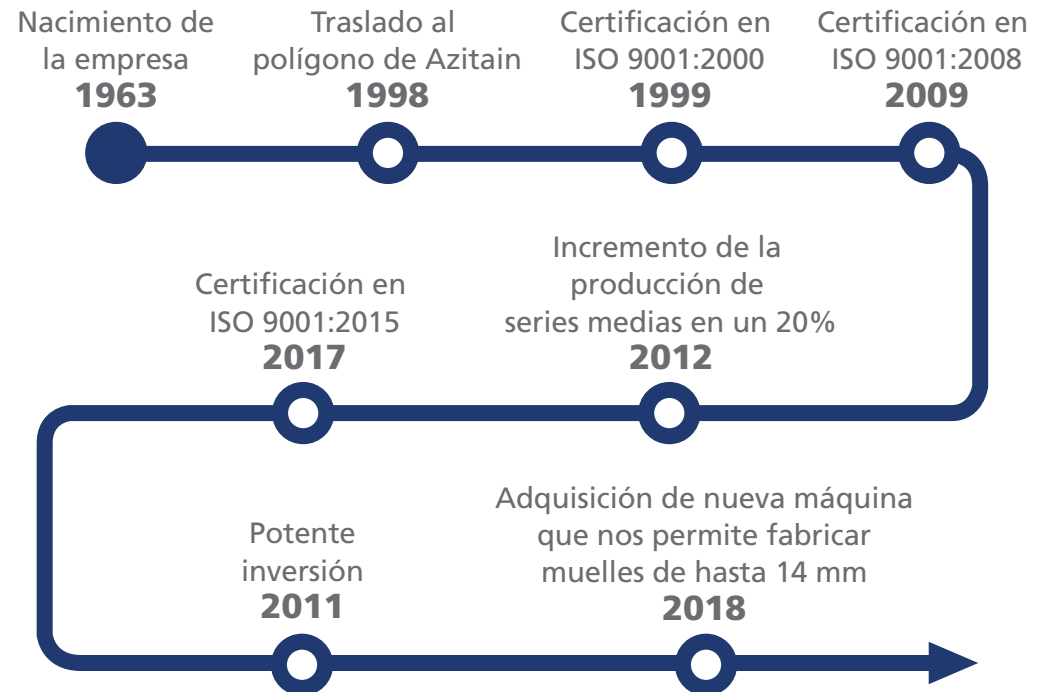 Nacimiento de
la empresa
1963
Traslado al
polígono de Azitain
1998
Certificación en
ISO 9001:2000
1999
Certificación en
ISO 9001:2008
2009
Incremento de la
producción de
series medias en un 20%
2012
Certificación en
ISO 9001:2015
2017
Potente
inversión
2011
Adquisición de nueva máquina
que nos permite fabricar
muelles de hasta 14 mm
2018